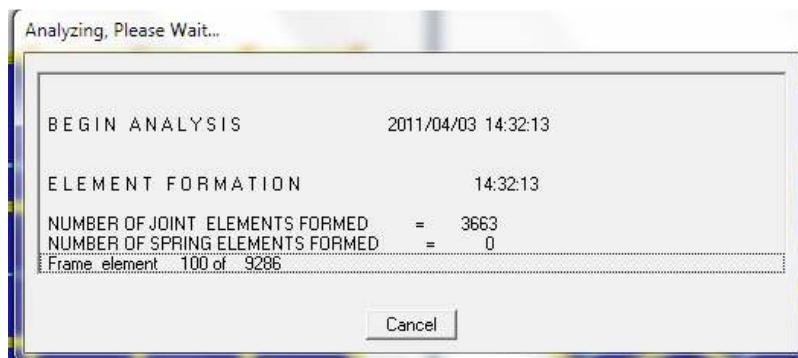 Analyzing, Please Wait...
BEGIN ANALYSIS 2011/04/03 14:32:13
ELEMENT FORMATION 14:32:13
NUMBER OF JOINT ELEMENTS FORMED = 3663
NUMBER OF SPRING ELEMENTS FORMED = 0
Frame element 100 of 9286
Cancel